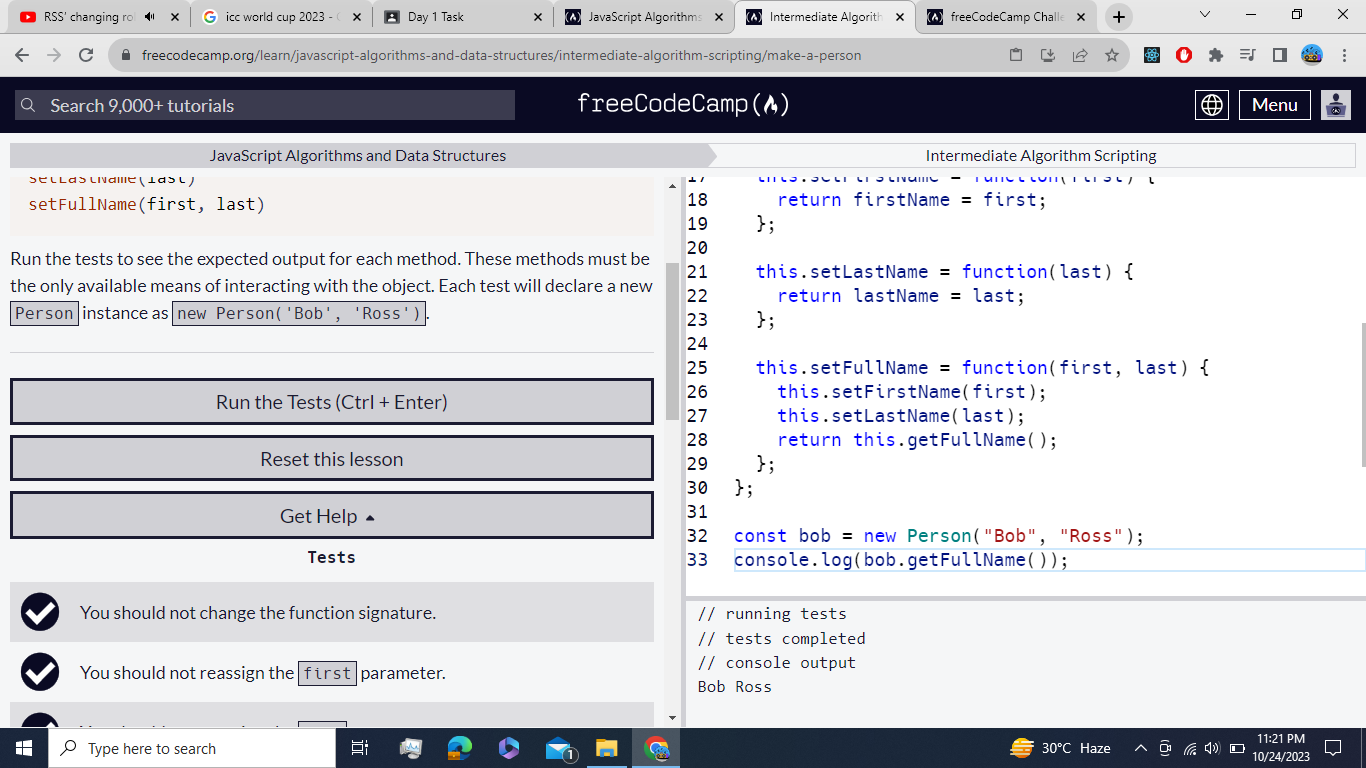 RSS' changing ro
icc world cup 2023 -
Day 1 Task
JavaScript Algorithms
Intermediate Algorith
freeCodeCamp Challe
freecodecamp.org/learn/javascript-algorithms-and-data-structures/intermediate-algorithm-scripting/make-a-person
Search 9,000+ tutorials
freeCodeCamp
Menu
JavaScript Algorithms and Data Structures
Intermediate Algorithm Scripting
setLastName(last)
setFullName(first, last)
Run the tests to see the expected output for each method. These methods must be
the only available means of interacting with the object. Each test will declare a new
Person instance as new Person('Bob', 'Ross').
Run the Tests (Ctrl + Enter)
Reset this lesson
Get Help
Tests
You should not change the function signature.
You should not reassign the first parameter.
17 this.setFirstName = function(first) {
18 return firstName = first;
19 };
20
21 this.setLastName = function(last) {
22 return lastName = last;
23 };
24
25 this.setFullName = function(first, last) {
26 this.setFirstName(first);
27 this.setLastName(last);
28 return this.getFullName();
29 };
30 };
31
32 const bob = new Person("Bob", "Ross");
33 console.log(bob.getFullName());
// running tests
// tests completed
// console output
Bob Ross
Type here to search
1
30°C Haze
11:21 PM
10/24/2023